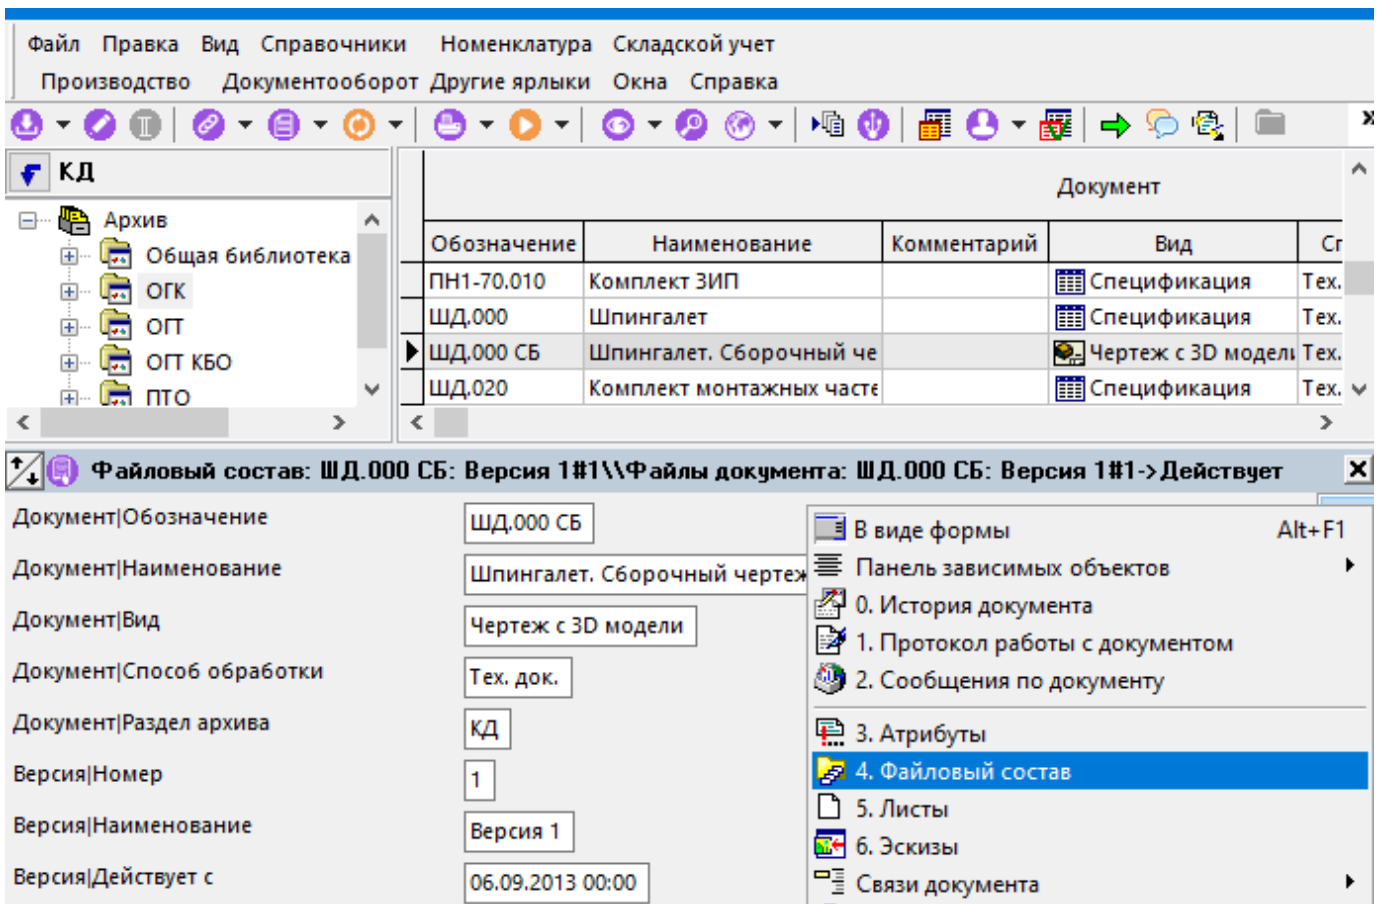 Файл Правка Вид Справочники Номенклатура Складской учет
Производство Документооборот Другие ярлыки Окна Справка
КД
Архив
Общая библиотека
ОГК
ОГТ
ОГТ КБО
ПТО
Документ
Обозначение Наименование Комментарий Вид Сг
ПН1-70.010 Комплект ЗИП Спецификация Тех.
ШД.000 Шпингалет Спецификация Тех.
ШД.000 СБ Шпингалет. Сборочный че Чертеж с 3D модели Тех.
ШД.020 Комплект монтажных часте Спецификация Тех.
Файловый состав: ШД.000 СБ: Версия 1#1\\Файлы документа: ШД.000 СБ: Версия 1#1->Действует
Документ|Обозначение ШД.000 СБ
Документ|Наименование Шпингалет. Сборочный чертеж
Документ|Вид Чертеж с 3D модели
Документ|Способ обработки Тех. док.
Документ|Раздел архива КД
Версия|Номер 1
Версия|Наименование Версия 1
Версия|Действует с 06.09.2013 00:00
В виде формы Alt+F1
Панель зависимых объектов
0. История документа
1. Протокол работы с документом
2. Сообщения по документу
3. Атрибуты
4. Файловый состав
5. Листы
6. Эскизы
Связи документа